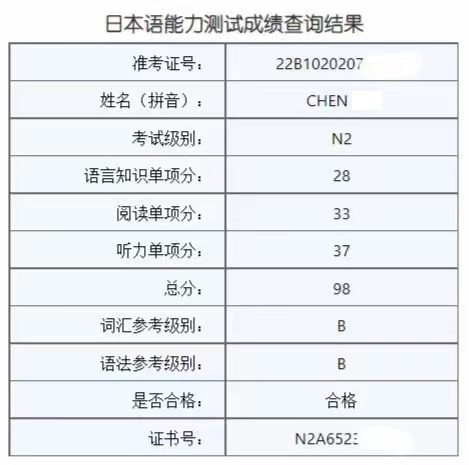 日本语能力测试成绩查询结果
准考证号： 22B1020207
姓名（拼音）： CHEN
考试级别： N2
语言知识单项分： 28
阅读单项分： 33
听力单项分： 37
总分： 98
词汇参考级别： B
语法参考级别： B
是否合格： 合格
证书号： N2A6523